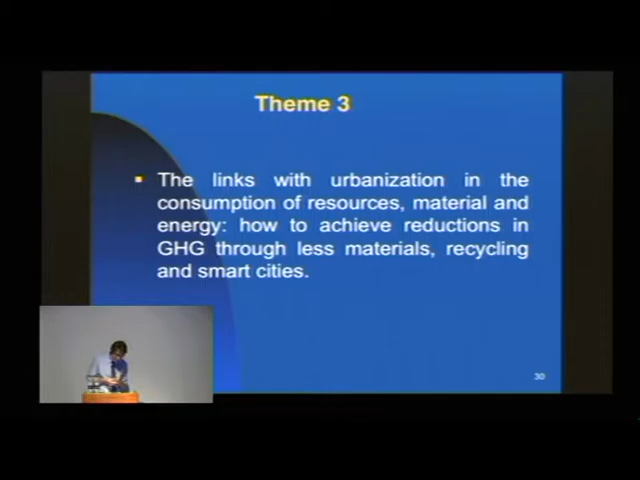 Theme 3
The links with urbanization in the
consumption of resources, material and
energy: how to achieve reductions in
GHG through less materials, recycling
and smart cities.
30